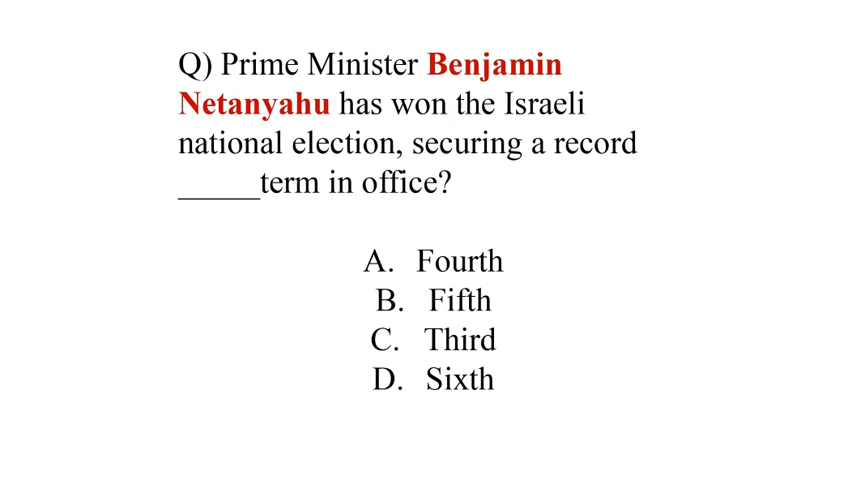 Q) Prime Minister Benjamin
Netanyahu has won the Israeli
national election, securing a record
_____term in office?
A. Fourth
B. Fifth
C. Third
D. Sixth